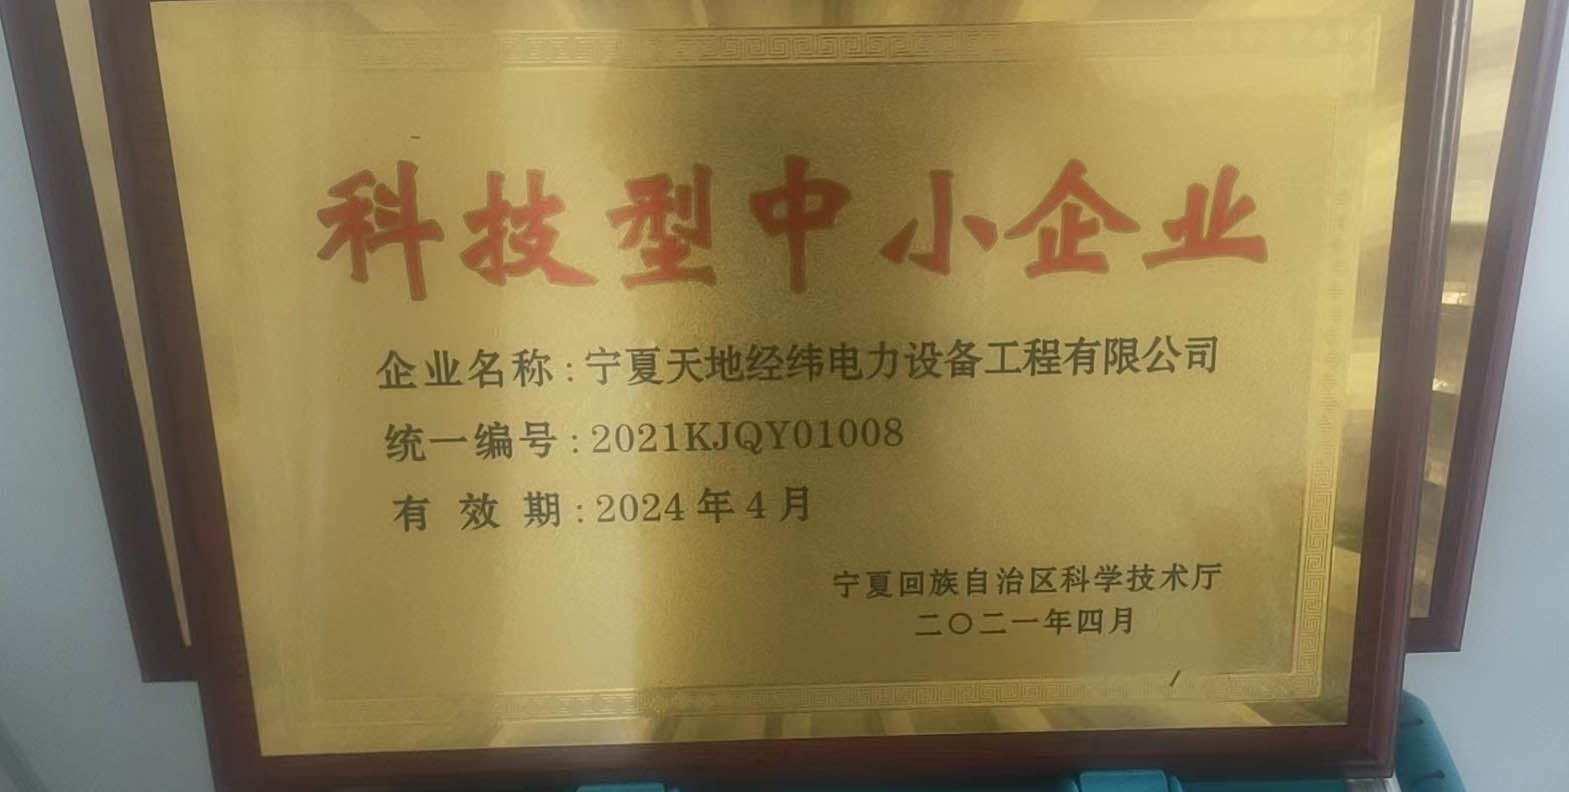 科技型中小企业
企业名称:宁夏天地经纬电力设备工程有限公司
统一编号:2021KJQY01008
有效期:2024年4月
宁夏回族自治区科学技术厅
二〇二一年四月